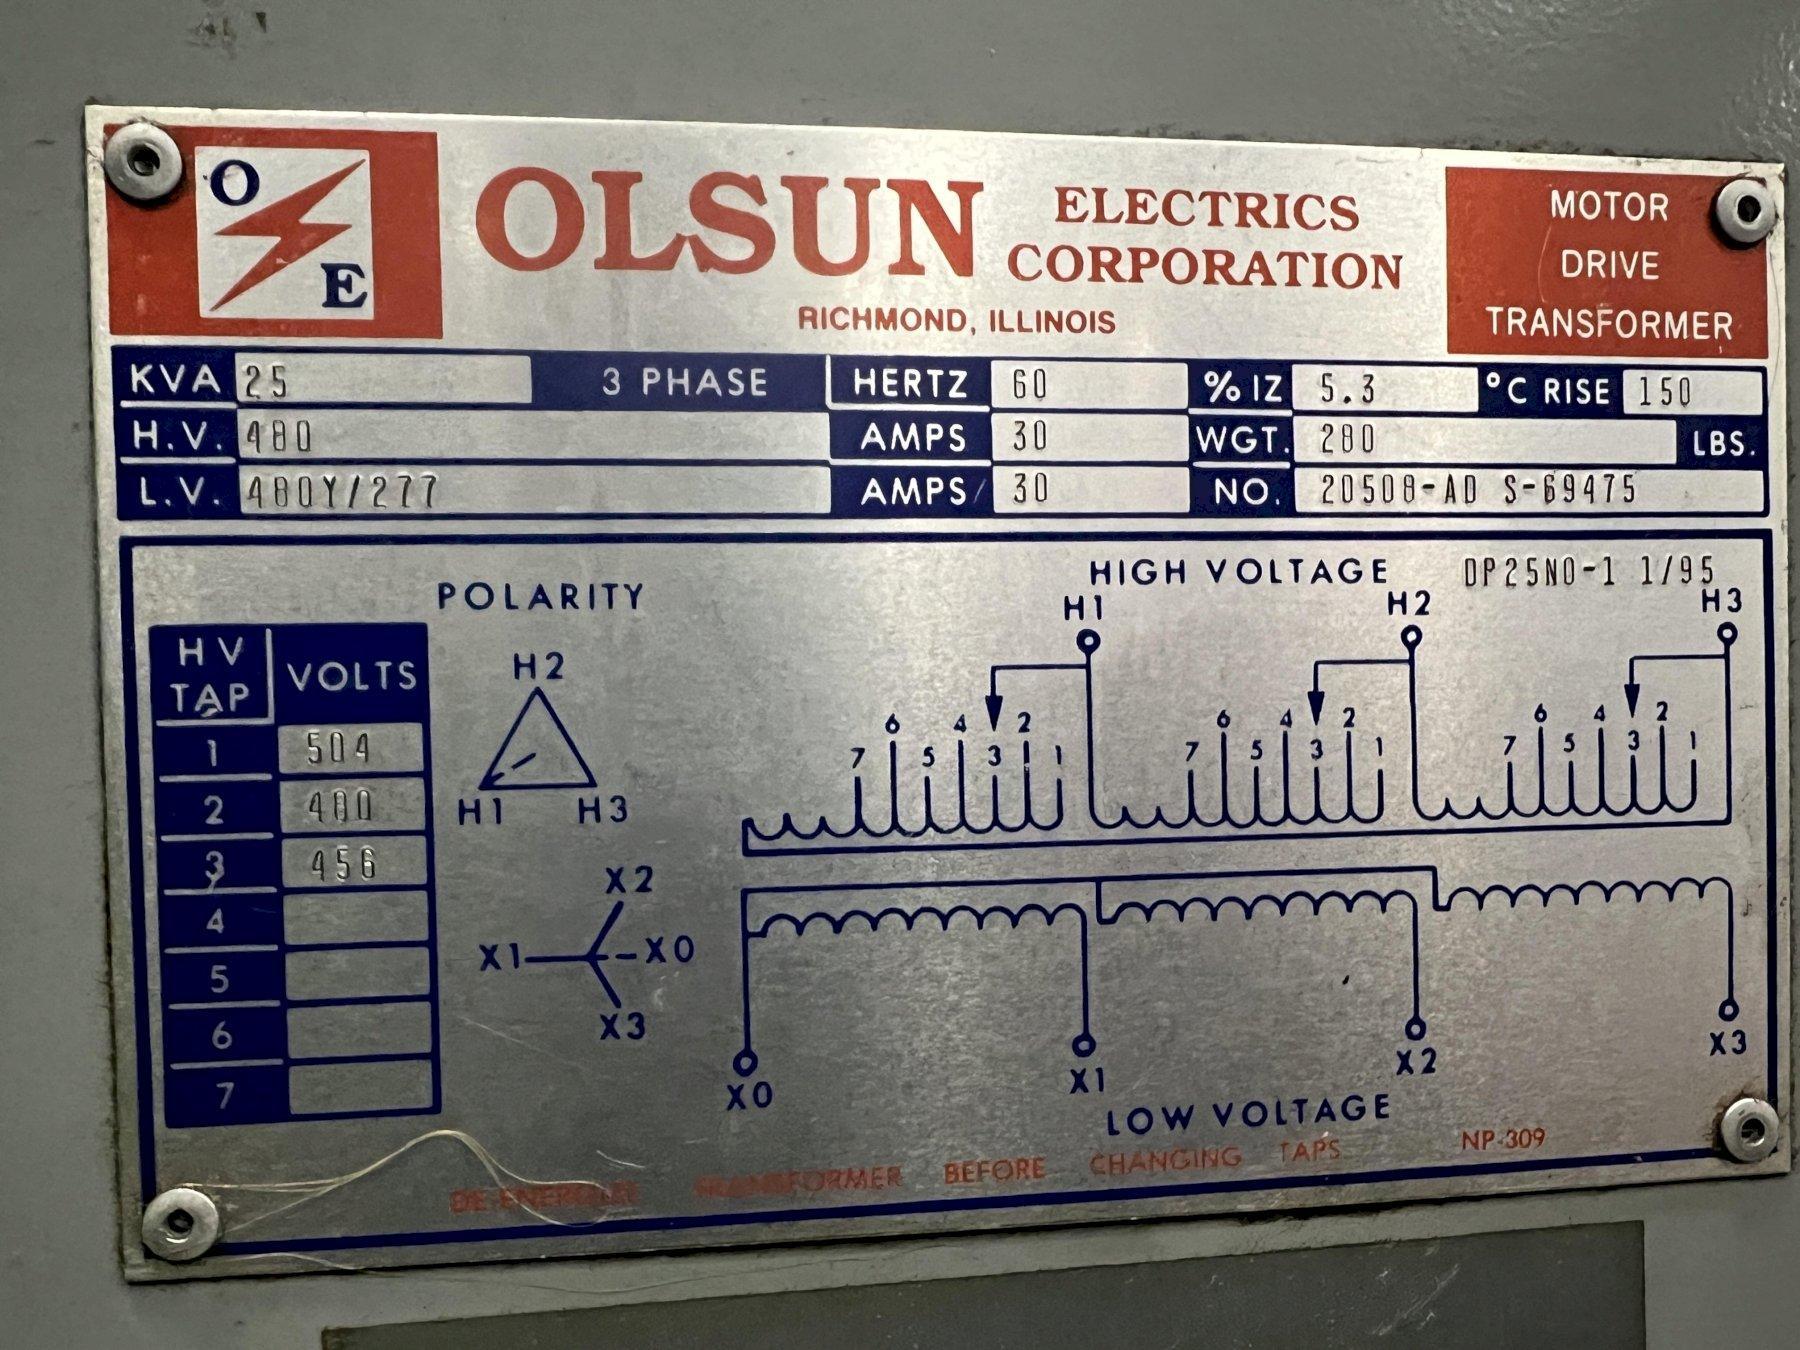 O E
OLSUN ELECTRICS CORPORATION
RICHMOND, ILLINOIS
MOTOR
DRIVE
TRANSFORMER
KVA 25 3 PHASE HERTZ 60 % IZ 5.3 °C RISE 150
H.V. 480 AMPS 30 WGT. 280 LBS.
L.V. 480Y/277 AMPS 30 NO. 20508-AD S-69475
POLARITY
HV TAP VOLTS
1 504
2 480
3 456
4
5
6
7
H2
H1 H3
X2
X1 X0
X3
HIGH VOLTAGE DP25NO-1 1/95
H1 H2 H3
7 6 5 4 3 2 1
7 6 5 4 3 2 1
7 6 5 4 3 2 1
X0 X1 X2 X3
LOW VOLTAGE
DE-ENERGIZE TRANSFORMER BEFORE CHANGING TAPS NP-309